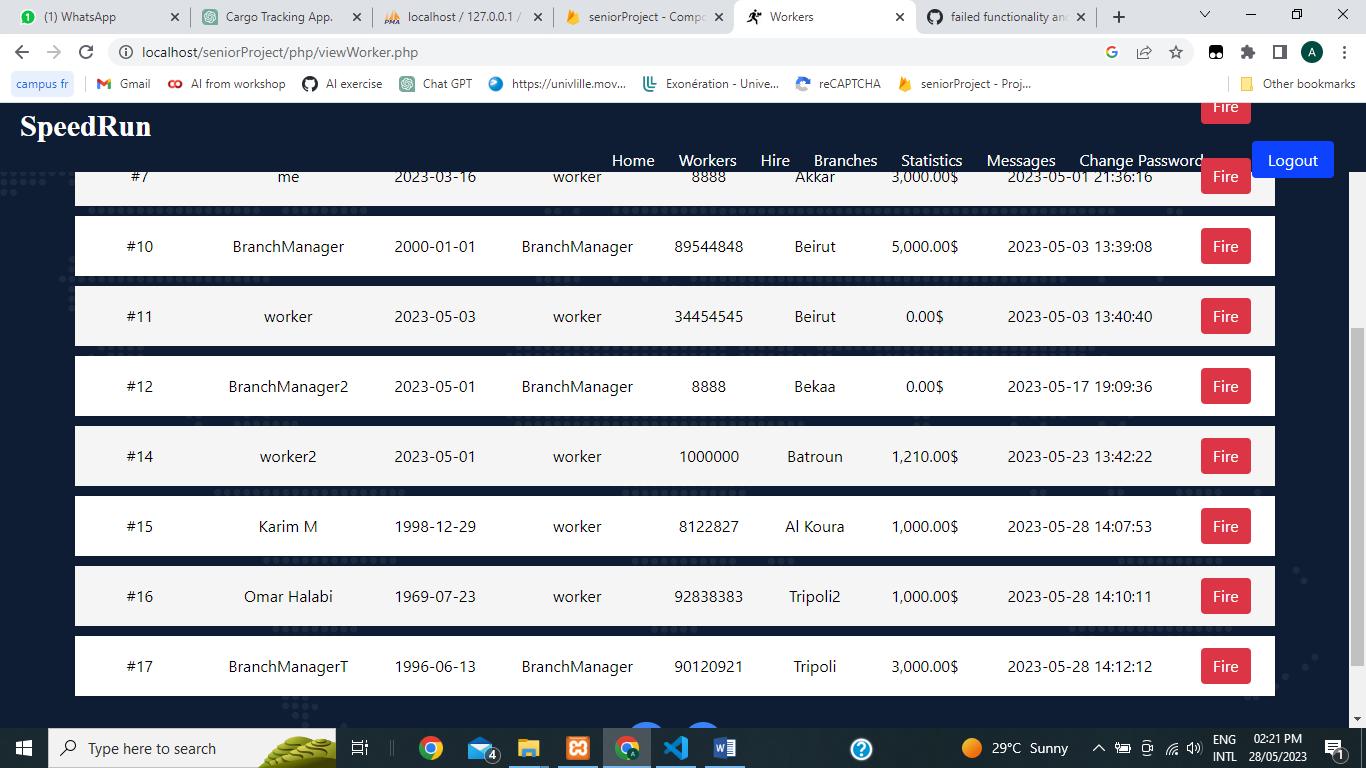 (1) WhatsApp
Cargo Tracking App.
localhost / 127.0.0.1 /
seniorProject - Compo
Workers
failed functionality and
localhost/seniorProject/php/viewWorker.php
A
campus fr
Gmail
AI from workshop
AI exercise
Chat GPT
https://univlille.mov...
Exonération - Unive...
reCAPTCHA
seniorProject - Proj...
Other bookmarks
Fire
SpeedRun
Home Workers Hire Branches Statistics Messages Change Password Logout
#7 me 2023-03-16 worker 8888 Akkar 3,000.00$ 2023-05-01 21:36:16 Fire
#10 BranchManager 2000-01-01 BranchManager 89544848 Beirut 5,000.00$ 2023-05-03 13:39:08 Fire
#11 worker 2023-05-03 worker 34454545 Beirut 0.00$ 2023-05-03 13:40:40 Fire
#12 BranchManager2 2023-05-01 BranchManager 8888 Bekaa 0.00$ 2023-05-17 19:09:36 Fire
#14 worker2 2023-05-01 worker 1000000 Batroun 1,210.00$ 2023-05-23 13:42:22 Fire
#15 Karim M 1998-12-29 worker 8122827 Al Koura 1,000.00$ 2023-05-28 14:07:53 Fire
#16 Omar Halabi 1969-07-23 worker 92838383 Tripoli2 1,000.00$ 2023-05-28 14:10:11 Fire
#17 BranchManagerT 1996-06-13 BranchManager 90120921 Tripoli 3,000.00$ 2023-05-28 14:12:12 Fire
Type here to search
4
29°C Sunny
ENG
INTL
02:21 PM
28/05/2023
1